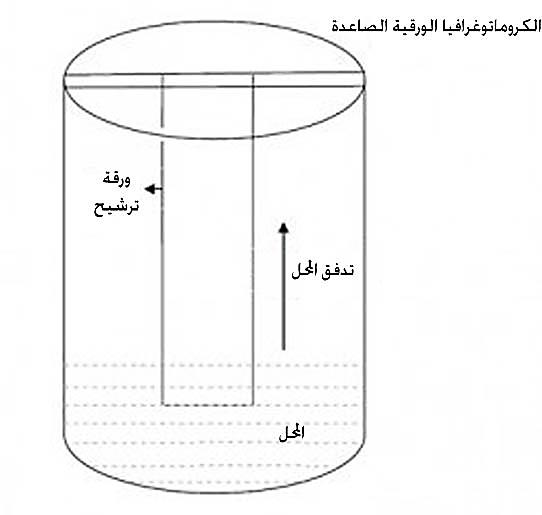 الكروماتوغرافيا الورقية الصاعدة
ورقة
ترشيح
تدفق المحل
المحل